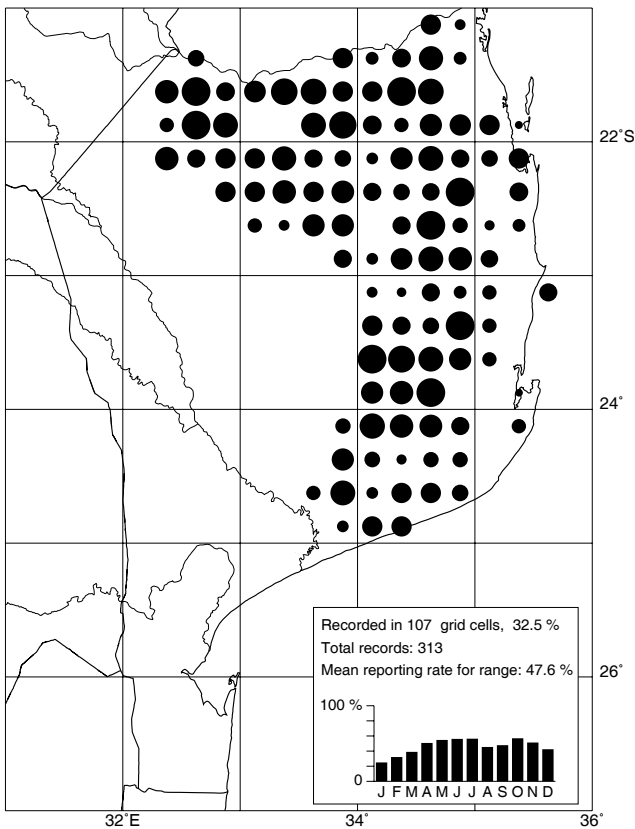 22°S
24°
Recorded in 107 grid cells, 32.5 %
Total records: 313
Mean reporting rate for range: 47.6 %
26°
100 %
0
J F M A M J J A S O N D
32°E
34°
36°